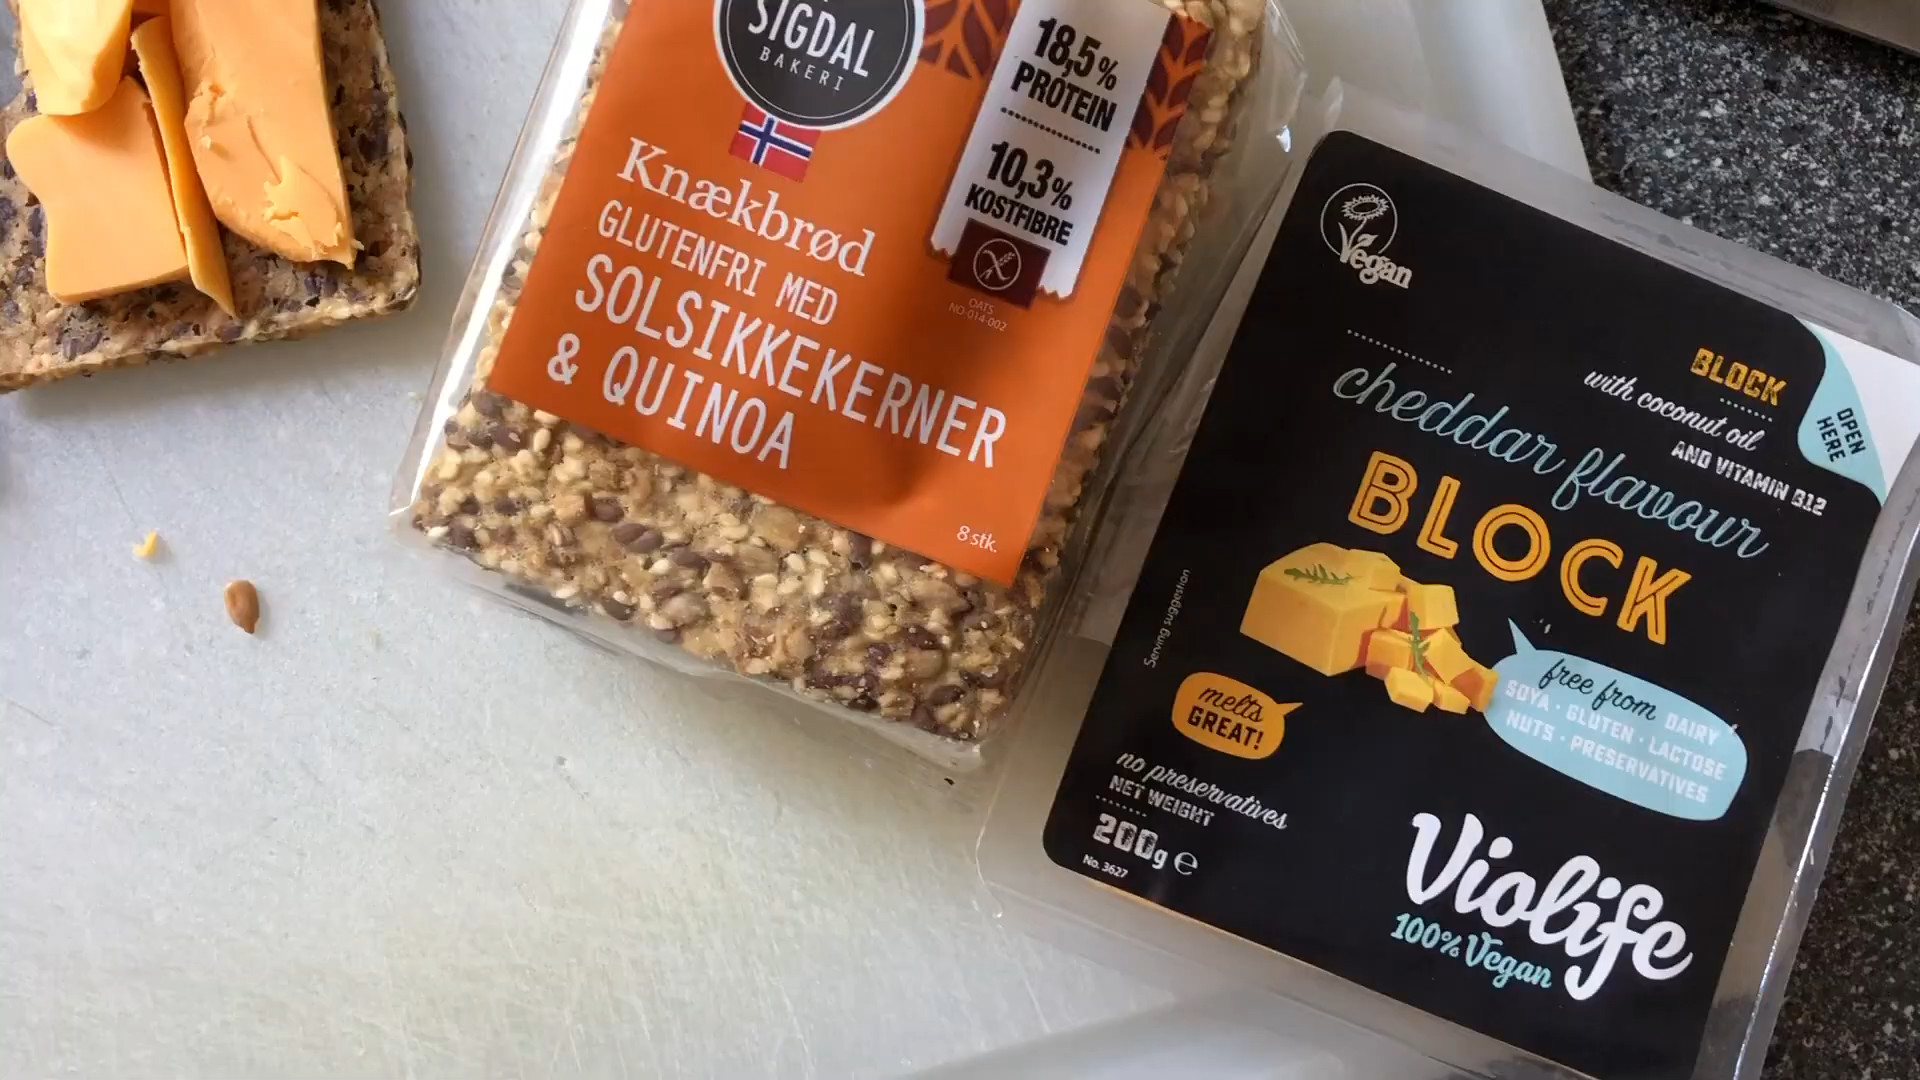 SIGDAL
BAKERI
18,5%
PROTEIN
10,3%
KOSTFIBRE
OATS
NO-014-002
Knækbrød
GLUTENFRI MED
SOLSIKKEKERNER
& QUINOA
8 stk.
Vegan
BLOCK
with coconut oil
AND VITAMIN B12
OPEN
HERE
cheddar flavour
BLOCK
Serving suggestion
melts
GREAT!
free from DAIRY
SOYA · GLUTEN · LACTOSE
NUTS · PRESERVATIVES
no preservatives
NET WEIGHT
200g e
No. 3627
Violife
100% Vegan